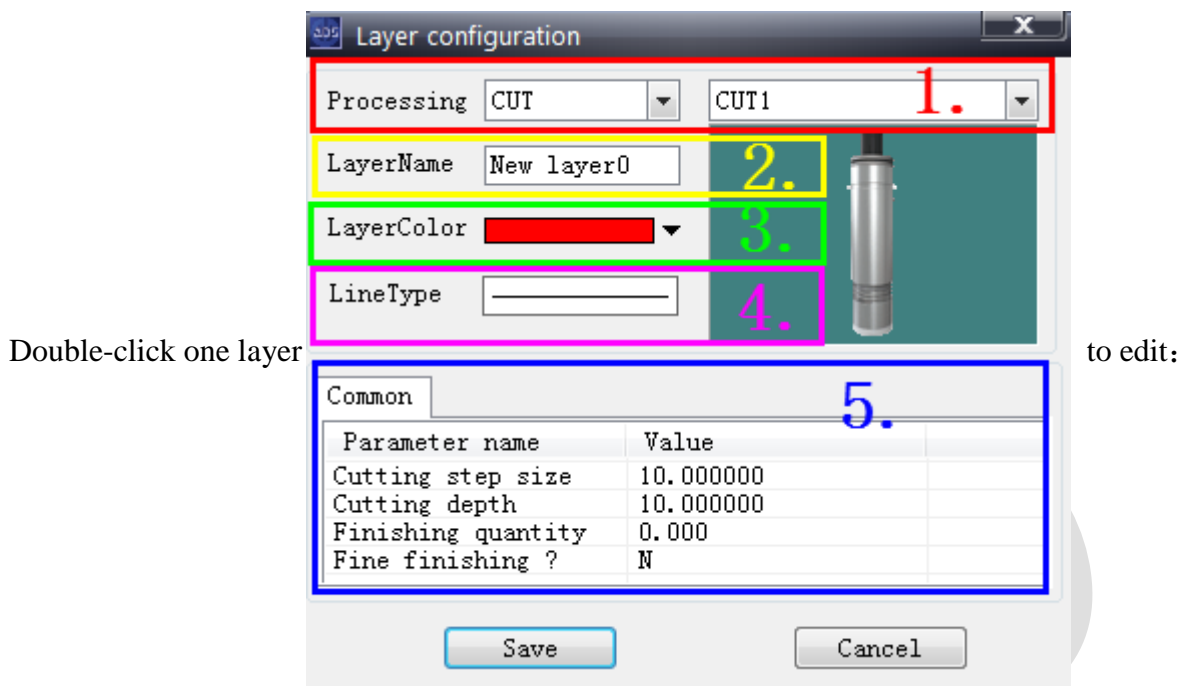 Layer configuration
Processing CUT CUT1 1.
LayerName New layer0 2.
LayerColor 3.
LineType 4.
Double-click one layer to edit：
Common 5.
Parameter name Value
Cutting step size 10.000000
Cutting depth 10.000000
Finishing quantity 0.000
Fine finishing ? N
Save Cancel